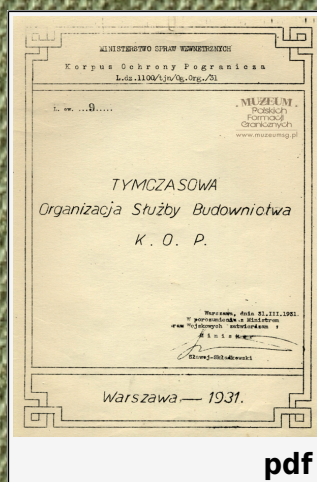 MINISTERSTWO SPRAW WEWNĘTRZNYCH
Korpus Ochrony Pogranicza
L.dz.1100/tjn/Og.Org./31
L. ew. ...9.....
MUZEUM
Polskich
Formacji
Granicznych
www.muzeumsg.pl
TYMCZASOWA
Organizacja Służby Budownictwa
K. O. P.
Warszawa, dnia 31.III.1931.
W porozumieniu z Ministrem
Spraw Wojskowych zatwierdzam :
Minister
Sławoj-Składkowski
Warszawa — 1931.
pdf